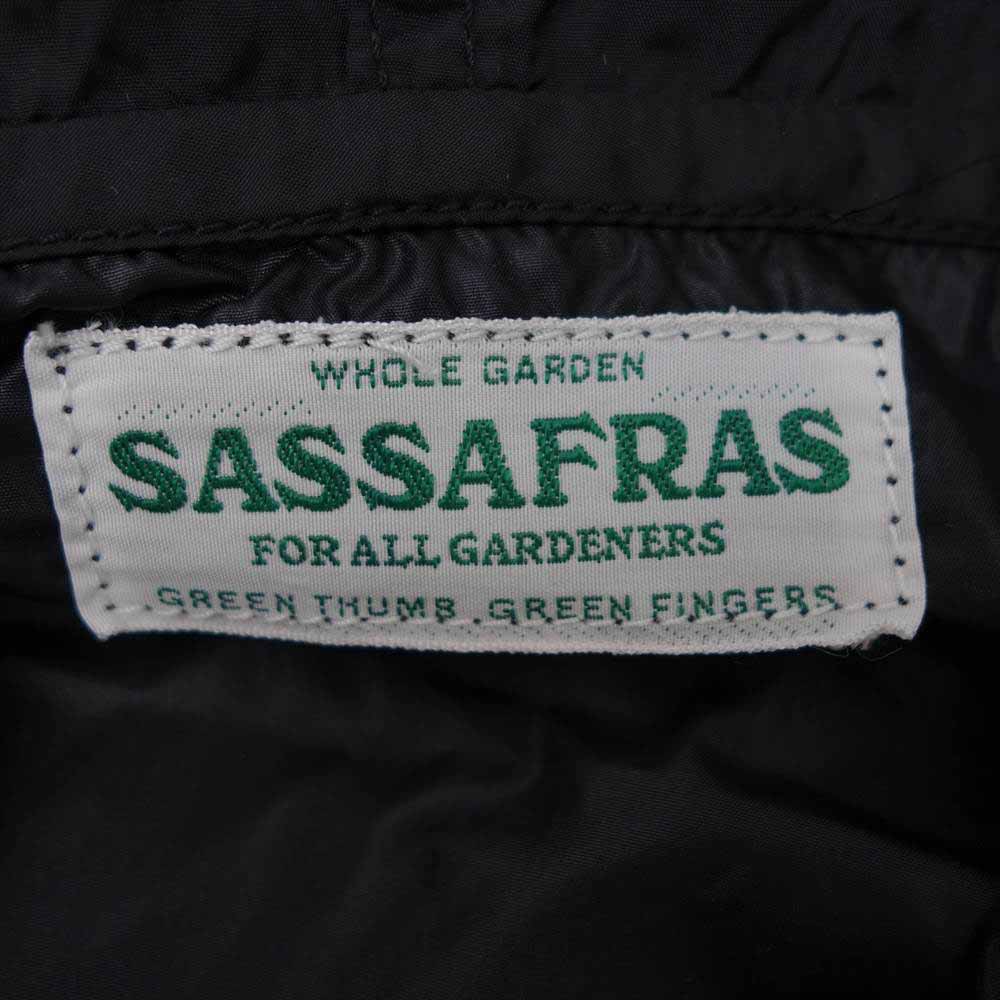 WHOLE GARDEN
SASSAFRAS
FOR ALL GARDENERS
GREEN THUMB GREEN FINGERS